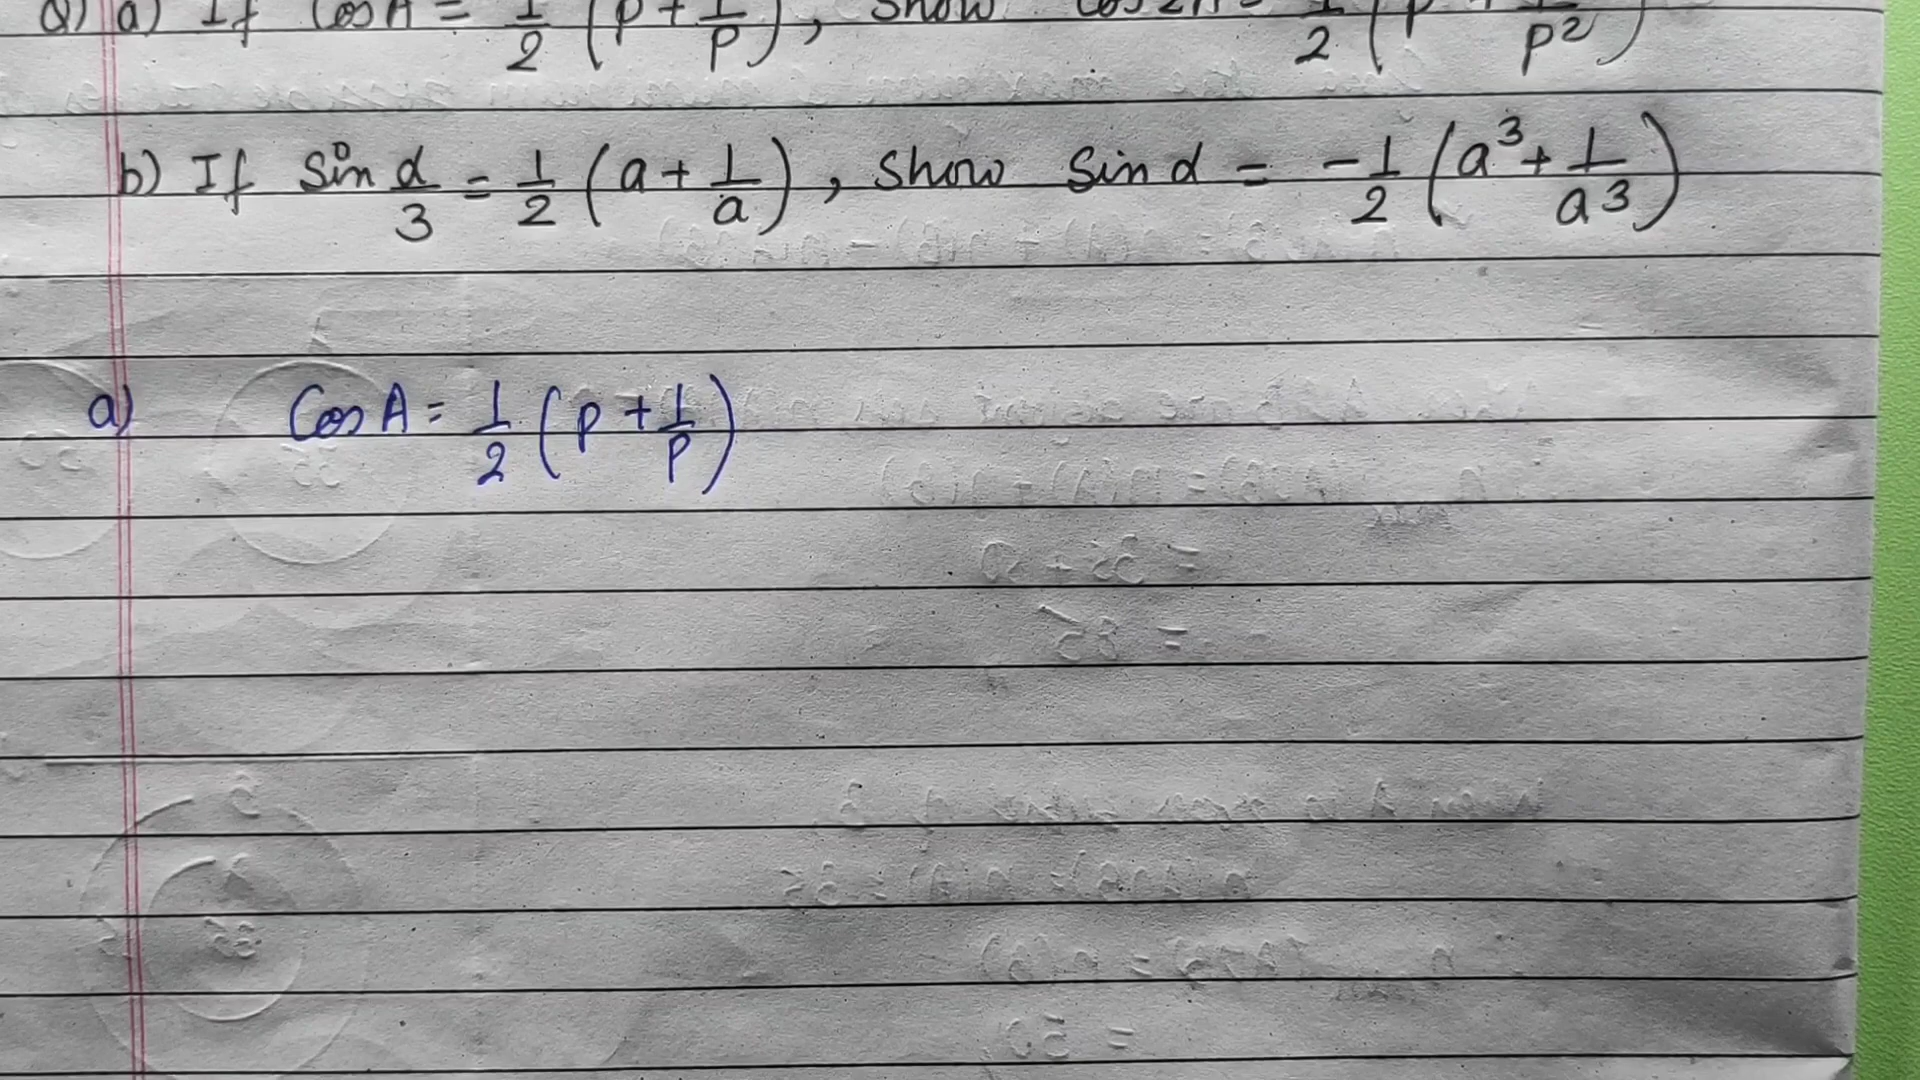 Q) a) If Cos A = 1/2 (p + 1/p), Show Cos 2A = 1/2 (p + 1/p²)
b) If Sin α/3 = 1/2 (a + 1/a), Show Sin α = -1/2 (a³ + 1/a³)
a) Cos A = 1/2 (p + 1/p)